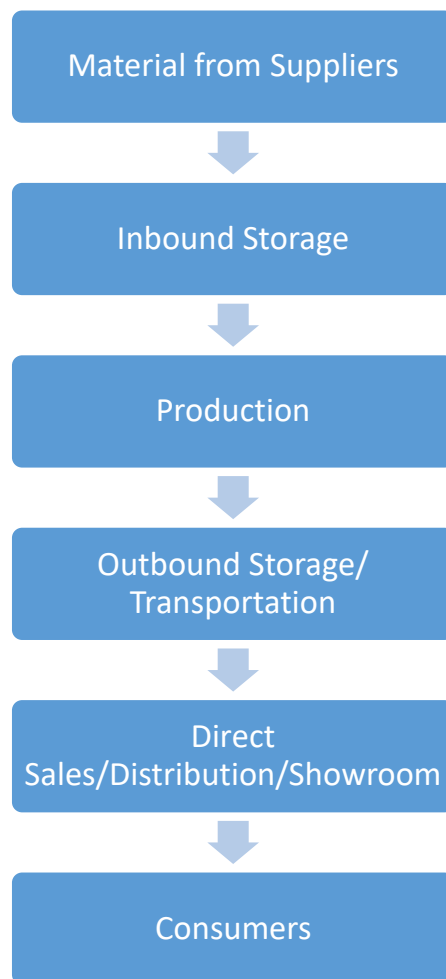 Material from Suppliers
Inbound Storage
Production
Outbound Storage/
Transportation
Direct
Sales/Distribution/Showroom
Consumers